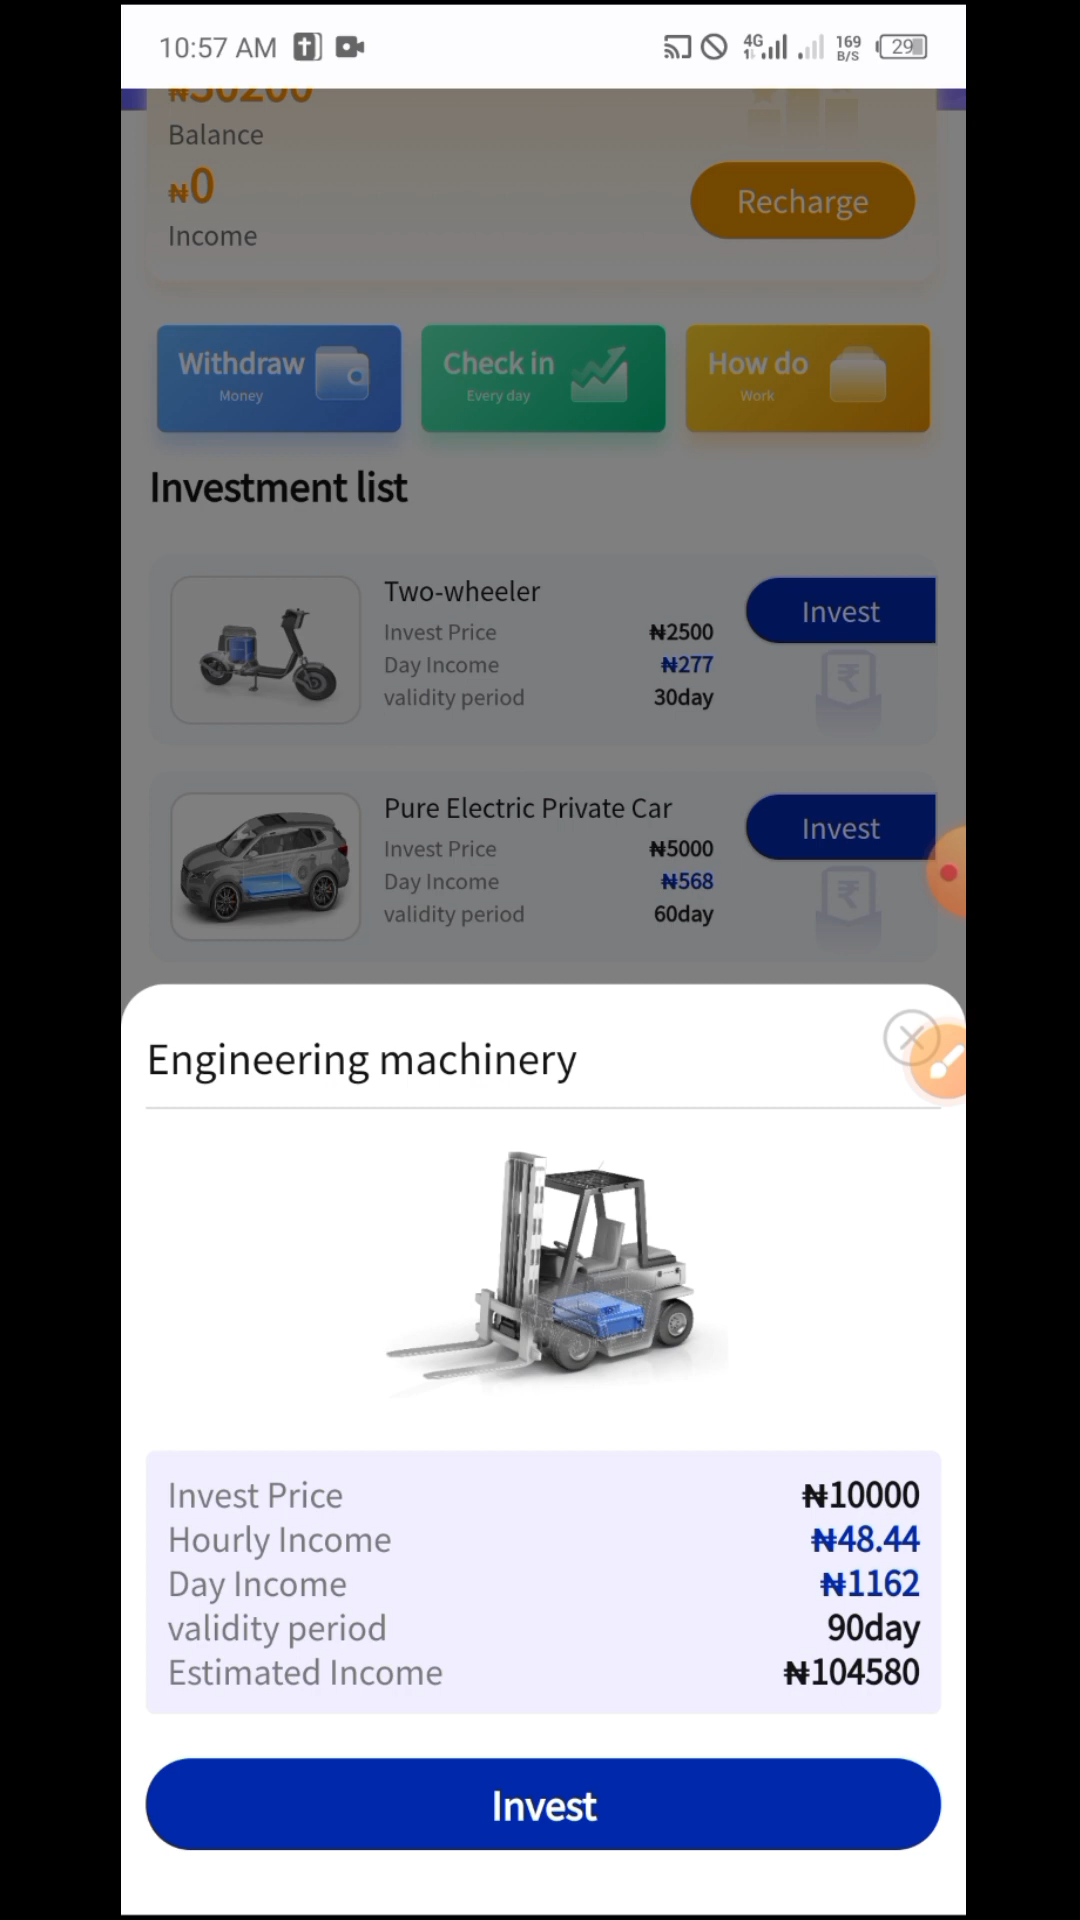 10:57 AM
4G
169
B/S
29
₦50200
Balance
₦0
Income
Recharge
Withdraw
Money
Check in
Every day
How do
Work
Investment list
Two-wheeler
Invest Price ₦2500
Day Income ₦277
validity period 30day
Invest
Pure Electric Private Car
Invest Price ₦5000
Day Income ₦568
validity period 60day
Invest
Engineering machinery
Invest Price ₦10000
Hourly Income ₦48.44
Day Income ₦1162
validity period 90day
Estimated Income ₦104580
Invest